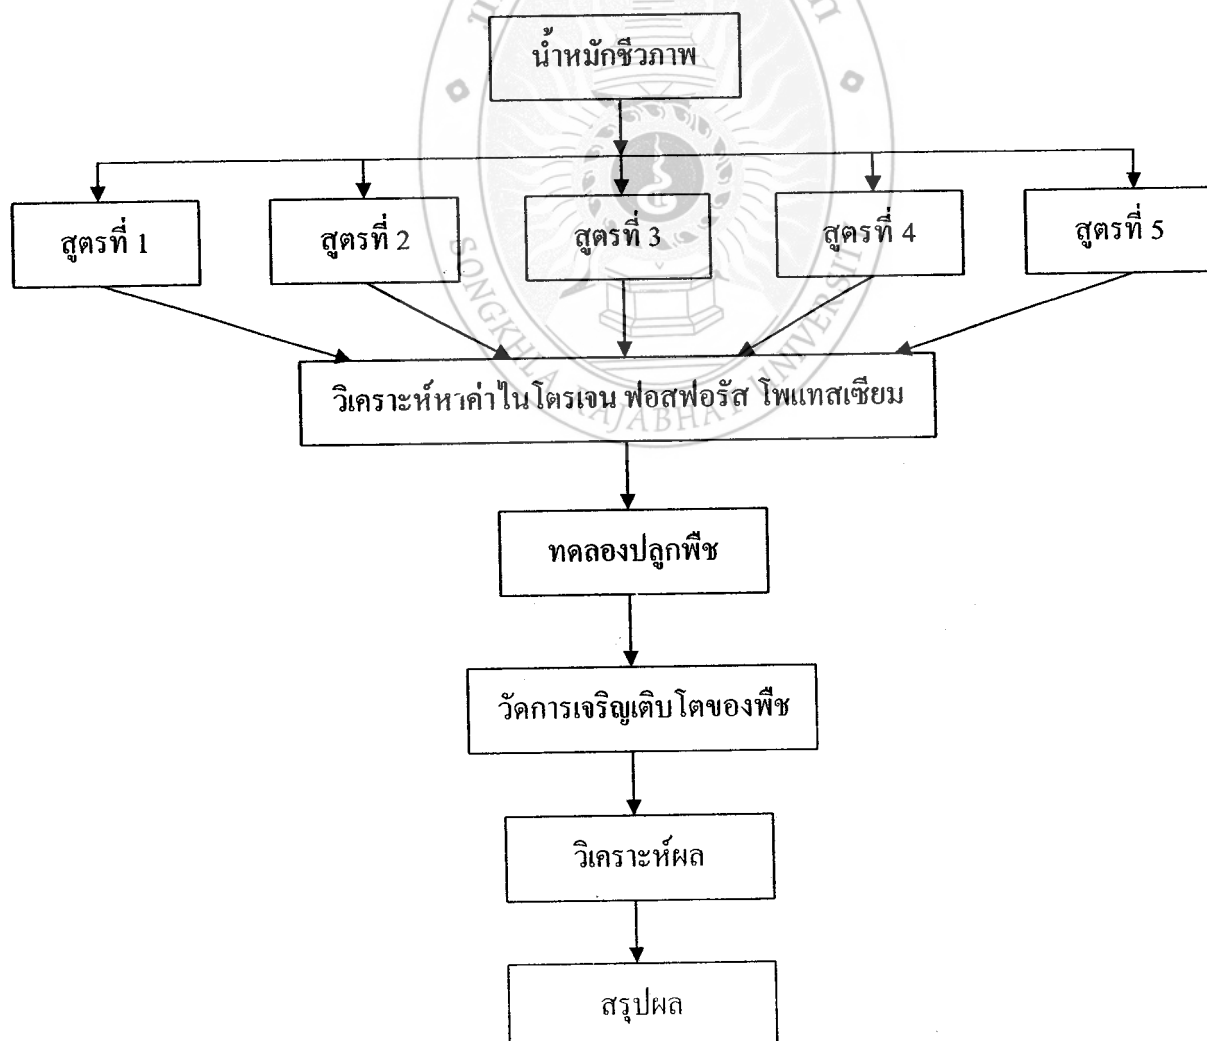 น้ำหมักชีวภาพ
สูตรที่ 1
สูตรที่ 2
สูตรที่ 3
สูตรที่ 4
สูตรที่ 5
วิเคราะห์หาค่าไนโตรเจน ฟอสฟอรัส โพแทสเซียม
ทดลองปลูกพืช
วัดการเจริญเติบโตของพืช
วิเคราะห์ผล
สรุปผล
SONGKHLA RAJABHAT UNIVERSIT